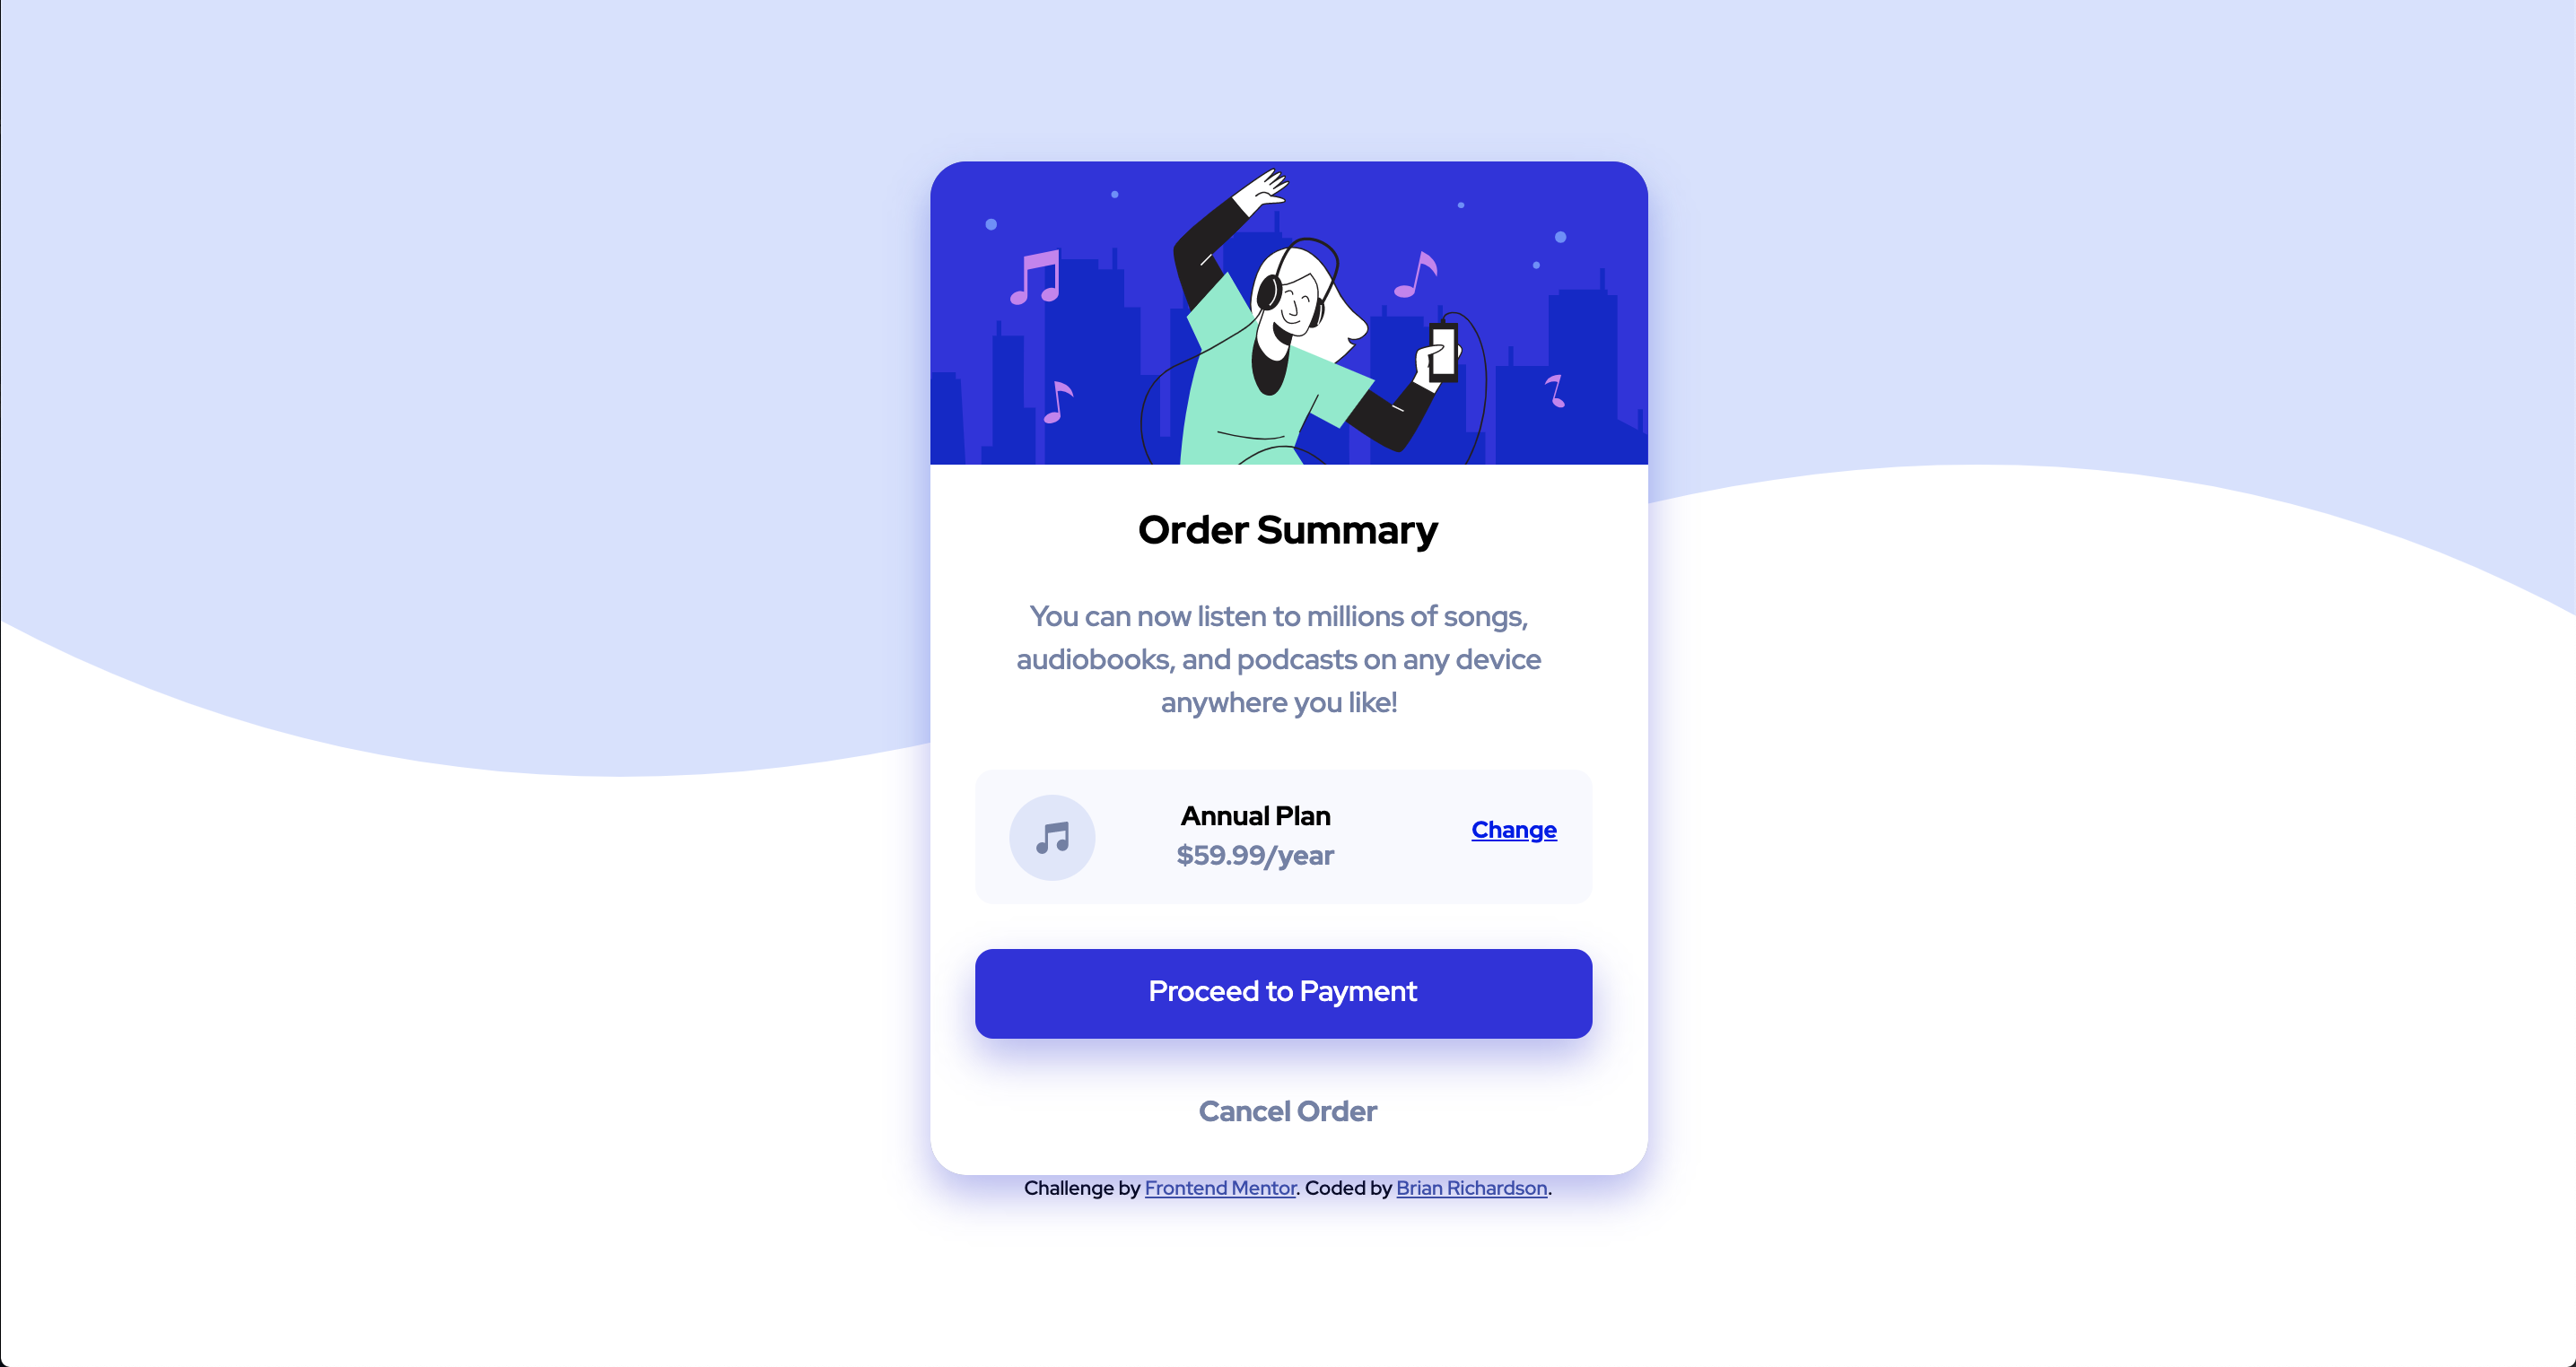 Order Summary
You can now listen to millions of songs,
audiobooks, and podcasts on any device
anywhere you like!
Annual Plan
$59.99/year
Change
Proceed to Payment
Cancel Order
Challenge by Frontend Mentor. Coded by Brian Richardson.